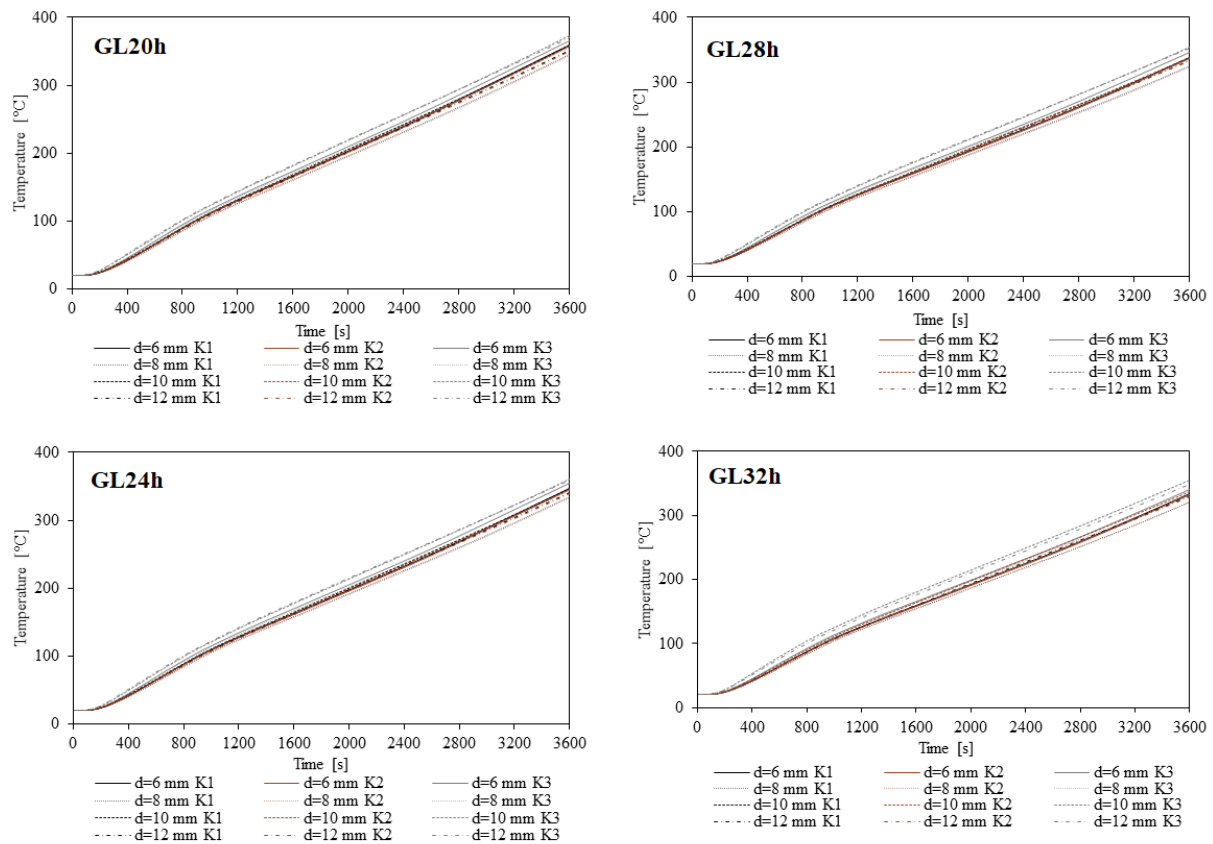 GL20h
Temperature [°C]
400
300
200
100
0
0 400 800 1200 1600 2000 2400 2800 3200 3600
Time [s]
d=6 mm K1 d=6 mm K2 d=6 mm K3
d=8 mm K1 d=8 mm K2 d=8 mm K3
d=10 mm K1 d=10 mm K2 d=10 mm K3
d=12 mm K1 d=12 mm K2 d=12 mm K3
GL28h
Temperature [°C]
400
300
200
100
0
0 400 800 1200 1600 2000 2400 2800 3200 3600
Time [s]
d=6 mm K1 d=6 mm K2 d=6 mm K3
d=8 mm K1 d=8 mm K2 d=8 mm K3
d=10 mm K1 d=10 mm K2 d=10 mm K3
d=12 mm K1 d=12 mm K2 d=12 mm K3
GL24h
Temperature [°C]
400
300
200
100
0
0 400 800 1200 1600 2000 2400 2800 3200 3600
Time [s]
d=6 mm K1 d=6 mm K2 d=6 mm K3
d=8 mm K1 d=8 mm K2 d=8 mm K3
d=10 mm K1 d=10 mm K2 d=10 mm K3
d=12 mm K1 d=12 mm K2 d=12 mm K3
GL32h
Temperature [°C]
400
300
200
100
0
0 400 800 1200 1600 2000 2400 2800 3200 3600
Time [s]
d=6 mm K1 d=6 mm K2 d=6 mm K3
d=8 mm K1 d=8 mm K2 d=8 mm K3
d=10 mm K1 d=10 mm K2 d=10 mm K3
d=12 mm K1 d=12 mm K2 d=12 mm K3